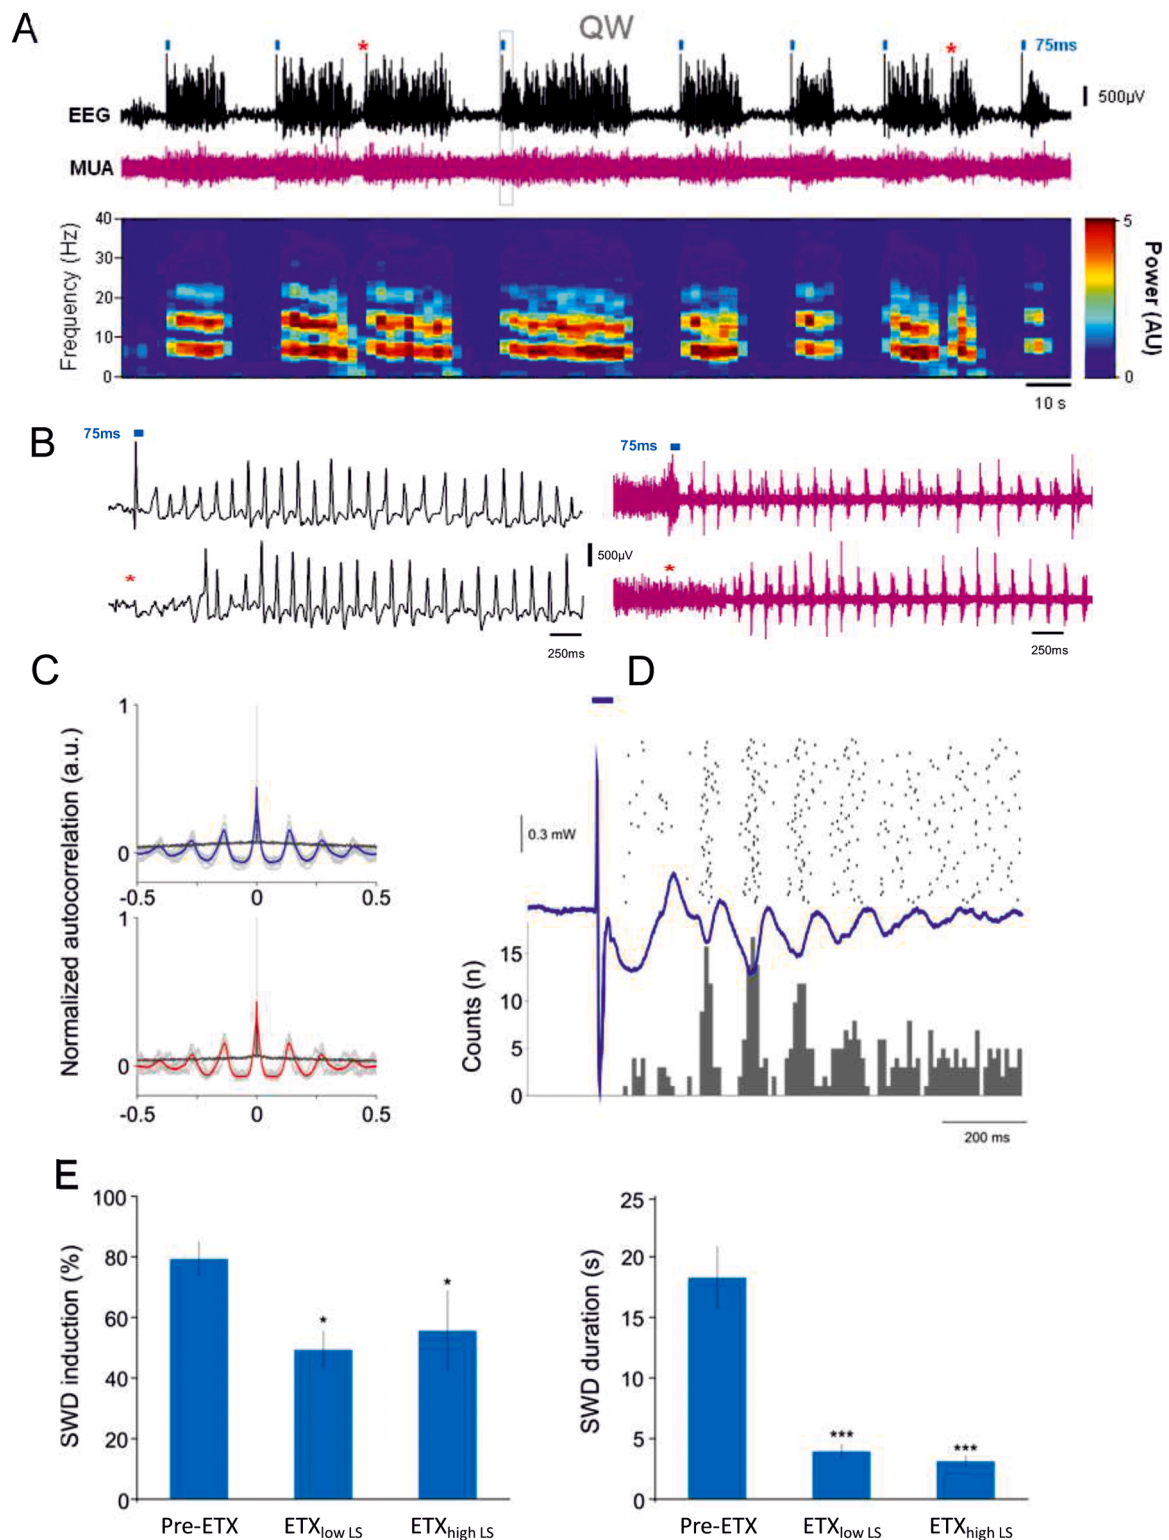 A
QW
* *
75ms
EEG
500μV
MUA
Frequency (Hz)
40
30
20
10
0
5
0
Power (AU)
10 s
B
75ms
75ms
500μV
*
*
250ms
250ms
C
D
Normalized autocorrelation (a.u.)
1
0
-0.5 0 0.5
1
0
-0.5 0 0.5
0.3 mW
Counts (n)
15
10
5
0
200 ms
E
SWD induction (%)
100
80
60
40
20
0
*
*
Pre-ETX ETXlow LS ETXhigh LS
SWD duration (s)
25
20
15
10
5
0
***
***
Pre-ETX ETXlow LS ETXhigh LS